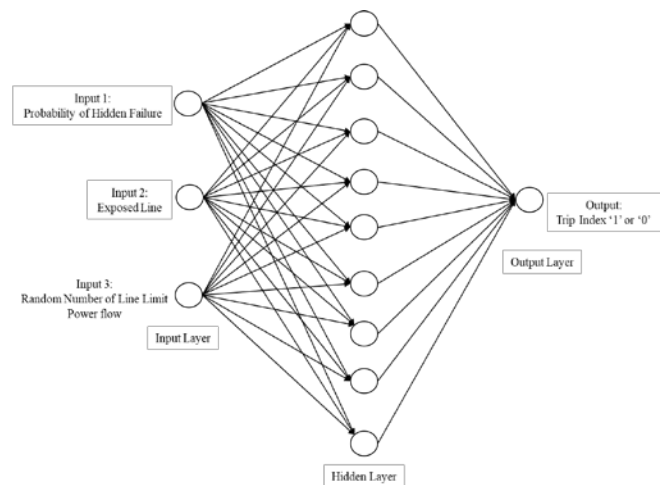 Input 1:
Probability of Hidden Failure
Input 2:
Exposed Line
Input 3:
Random Number of Line Limit
Power flow
Input Layer
Hidden Layer
Output:
Trip Index ‘1’ or ‘0’
Output Layer